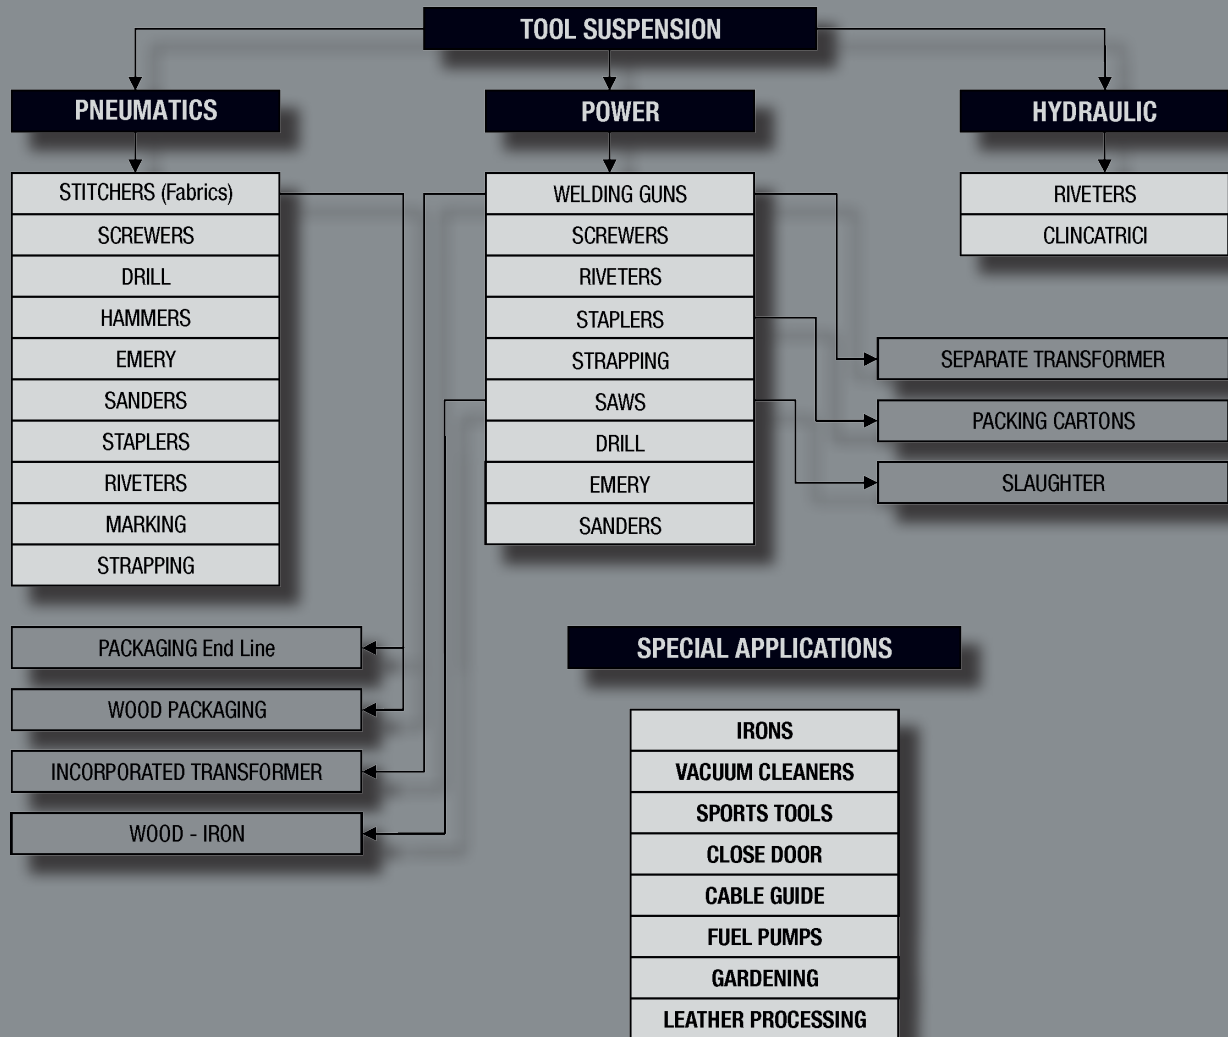 TOOL SUSPENSION
PNEUMATICS
STITCHERS (Fabrics)
SCREWERS
DRILL
HAMMERS
EMERY
SANDERS
STAPLERS
RIVETERS
MARKING
STRAPPING
PACKAGING End Line
WOOD PACKAGING
INCORPORATED TRANSFORMER
WOOD - IRON
POWER
WELDING GUNS
SCREWERS
RIVETERS
STAPLERS
STRAPPING
SAWS
DRILL
EMERY
SANDERS
HYDRAULIC
RIVETERS
CLINCATRICI
SEPARATE TRANSFORMER
PACKING CARTONS
SLAUGHTER
SPECIAL APPLICATIONS
IRONS
VACUUM CLEANERS
SPORTS TOOLS
CLOSE DOOR
CABLE GUIDE
FUEL PUMPS
GARDENING
LEATHER PROCESSING